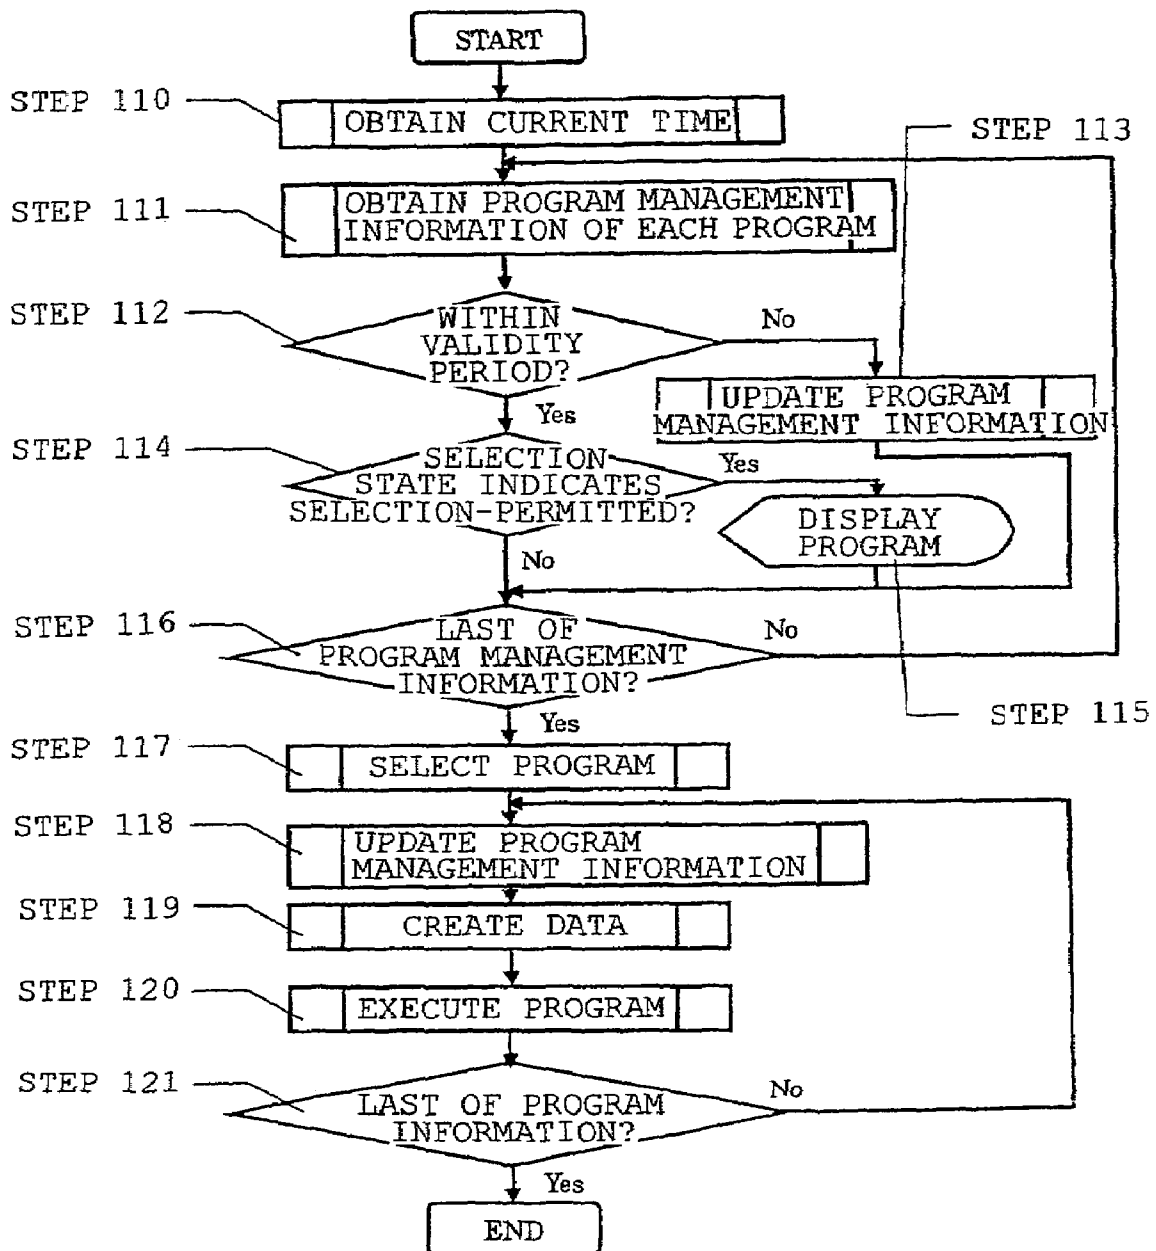 START
STEP 110
OBTAIN CURRENT TIME
STEP 113
STEP 111
OBTAIN PROGRAM MANAGEMENT
INFORMATION OF EACH PROGRAM
STEP 112
WITHIN
VALIDITY
PERIOD?
No
Yes
UPDATE PROGRAM
MANAGEMENT INFORMATION
STEP 114
SELECTION
STATE INDICATES
SELECTION-PERMITTED?
Yes
No
DISPLAY
PROGRAM
STEP 116
LAST OF
PROGRAM MANAGEMENT
INFORMATION?
No
Yes
STEP 115
STEP 117
SELECT PROGRAM
STEP 118
UPDATE PROGRAM
MANAGEMENT INFORMATION
STEP 119
CREATE DATA
STEP 120
EXECUTE PROGRAM
STEP 121
LAST OF PROGRAM
INFORMATION?
No
Yes
END